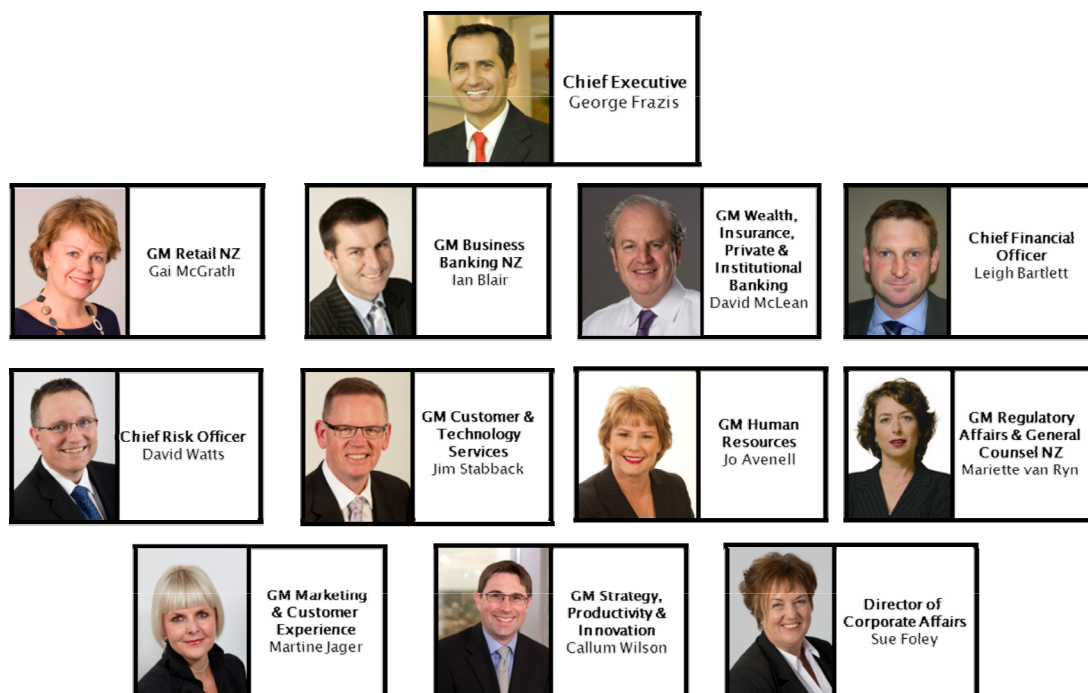 Chief Executive
George Frazis
GM Retail NZ
Gai McGrath
GM Business
Banking NZ
Ian Blair
GM Wealth,
Insurance,
Private &
Institutional
Banking
David McLean
Chief Financial
Officer
Leigh Bartlett
Chief Risk Officer
David Watts
GM Customer &
Technology
Services
Jim Stabback
GM Human
Resources
Jo Avenell
GM Regulatory
Affairs & General
Counsel NZ
Mariette van Ryn
GM Marketing
& Customer
Experience
Martine Jager
GM Strategy,
Productivity &
Innovation
Callum Wilson
Director of
Corporate Affairs
Sue Foley